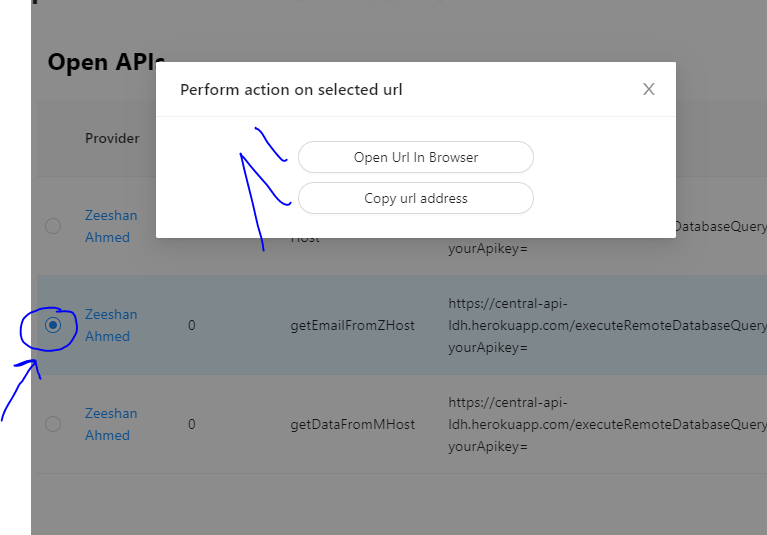 Open APIs
Perform action on selected url
X
Provider
Open Url In Browser
Copy url address
Zeeshan
Ahmed
Host
DatabaseQuery
yourApikey=
Zeeshan
Ahmed
0
getEmailFromZHost
https://central-api-
ldh.herokuapp.com/executeRemoteDatabaseQuery
yourApikey=
Zeeshan
Ahmed
0
getDataFromMHost
https://central-api-
ldh.herokuapp.com/executeRemoteDatabaseQuery
yourApikey=